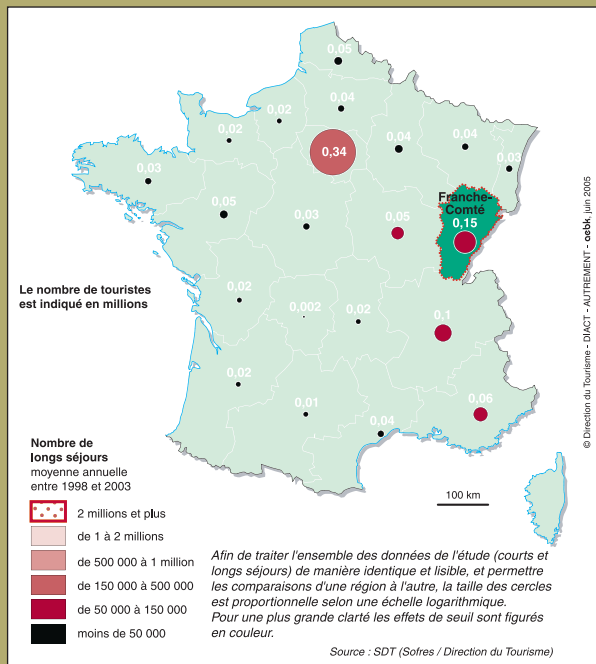 0,05
0,04
0,02
0,02
0,34
0,04
0,04
0,03
0,03
Franche-
Comté
0,15
0,05
0,03
0,05
Le nombre de touristes
est indiqué en millions
0,02
0,002
0,02
0,1
0,02
0,01
0,04
0,06
© Direction du Tourisme - DIACT - AUTREMENT - oebk, juin 2005
100 km
Nombre de
longs séjours
moyenne annuelle
entre 1998 et 2003
2 millions et plus
de 1 à 2 millions
de 500 000 à 1 million
de 150 000 à 500 000
de 50 000 à 150 000
moins de 50 000
Afin de traiter l'ensemble des données de l'étude (courts et
longs séjours) de manière identique et lisible, et permettre
les comparaisons d'une région à l'autre, la taille des cercles
est proportionnelle selon une échelle logarithmique.
Pour une plus grande clarté les effets de seuil sont figurés
en couleur.
Source : SDT (Sofres / Direction du Tourisme)